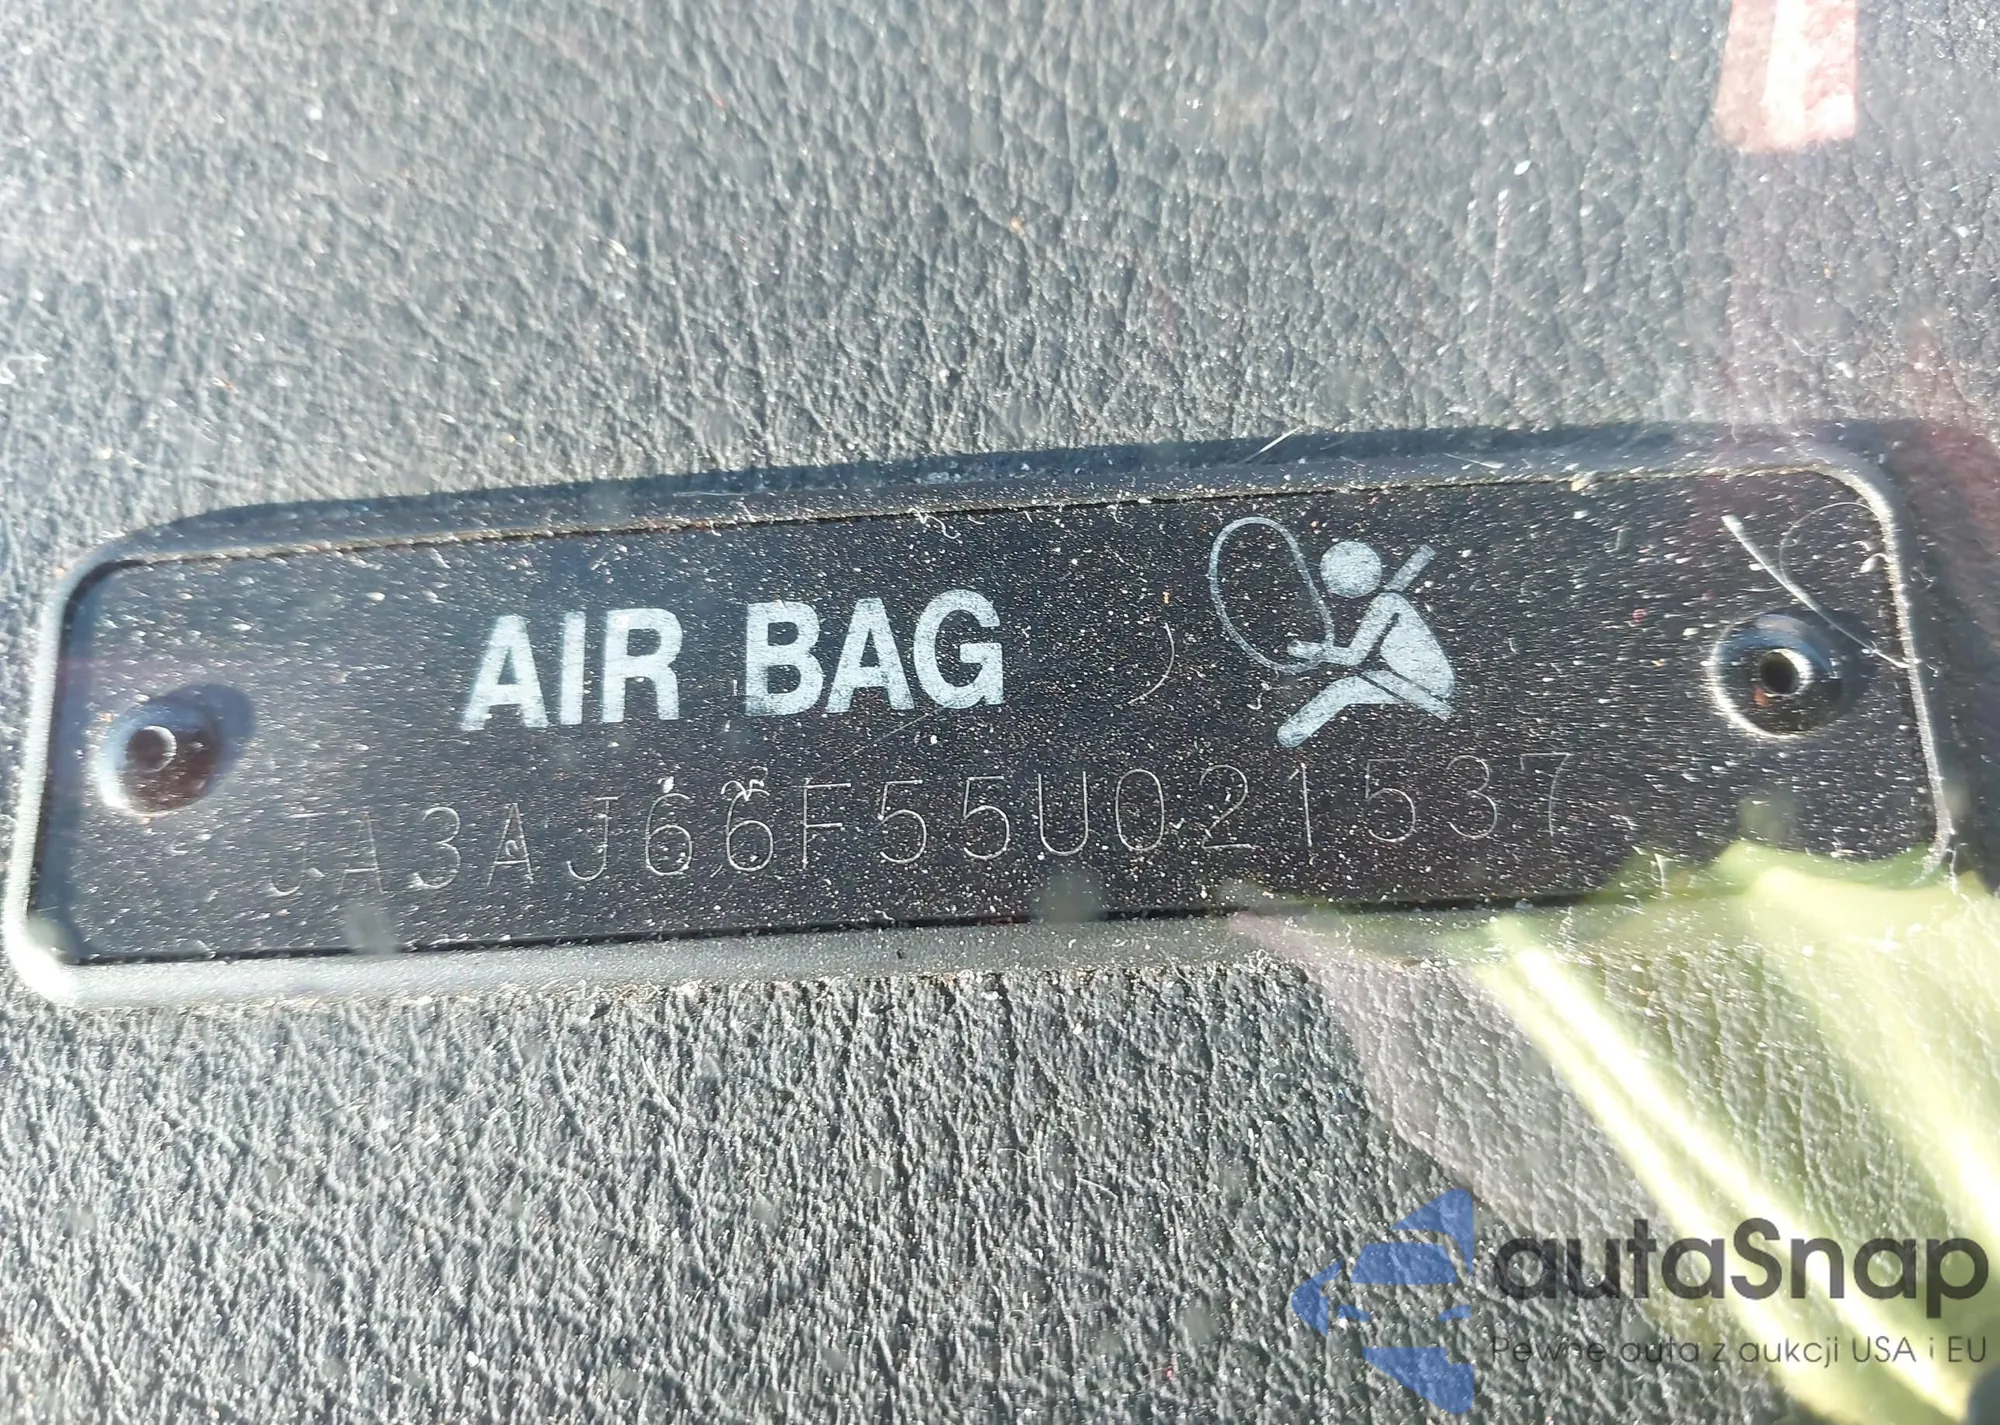 AIR BAG
JA3AJ66F55U021537
autaSnap
Pewne auta z aukcji USA i EU